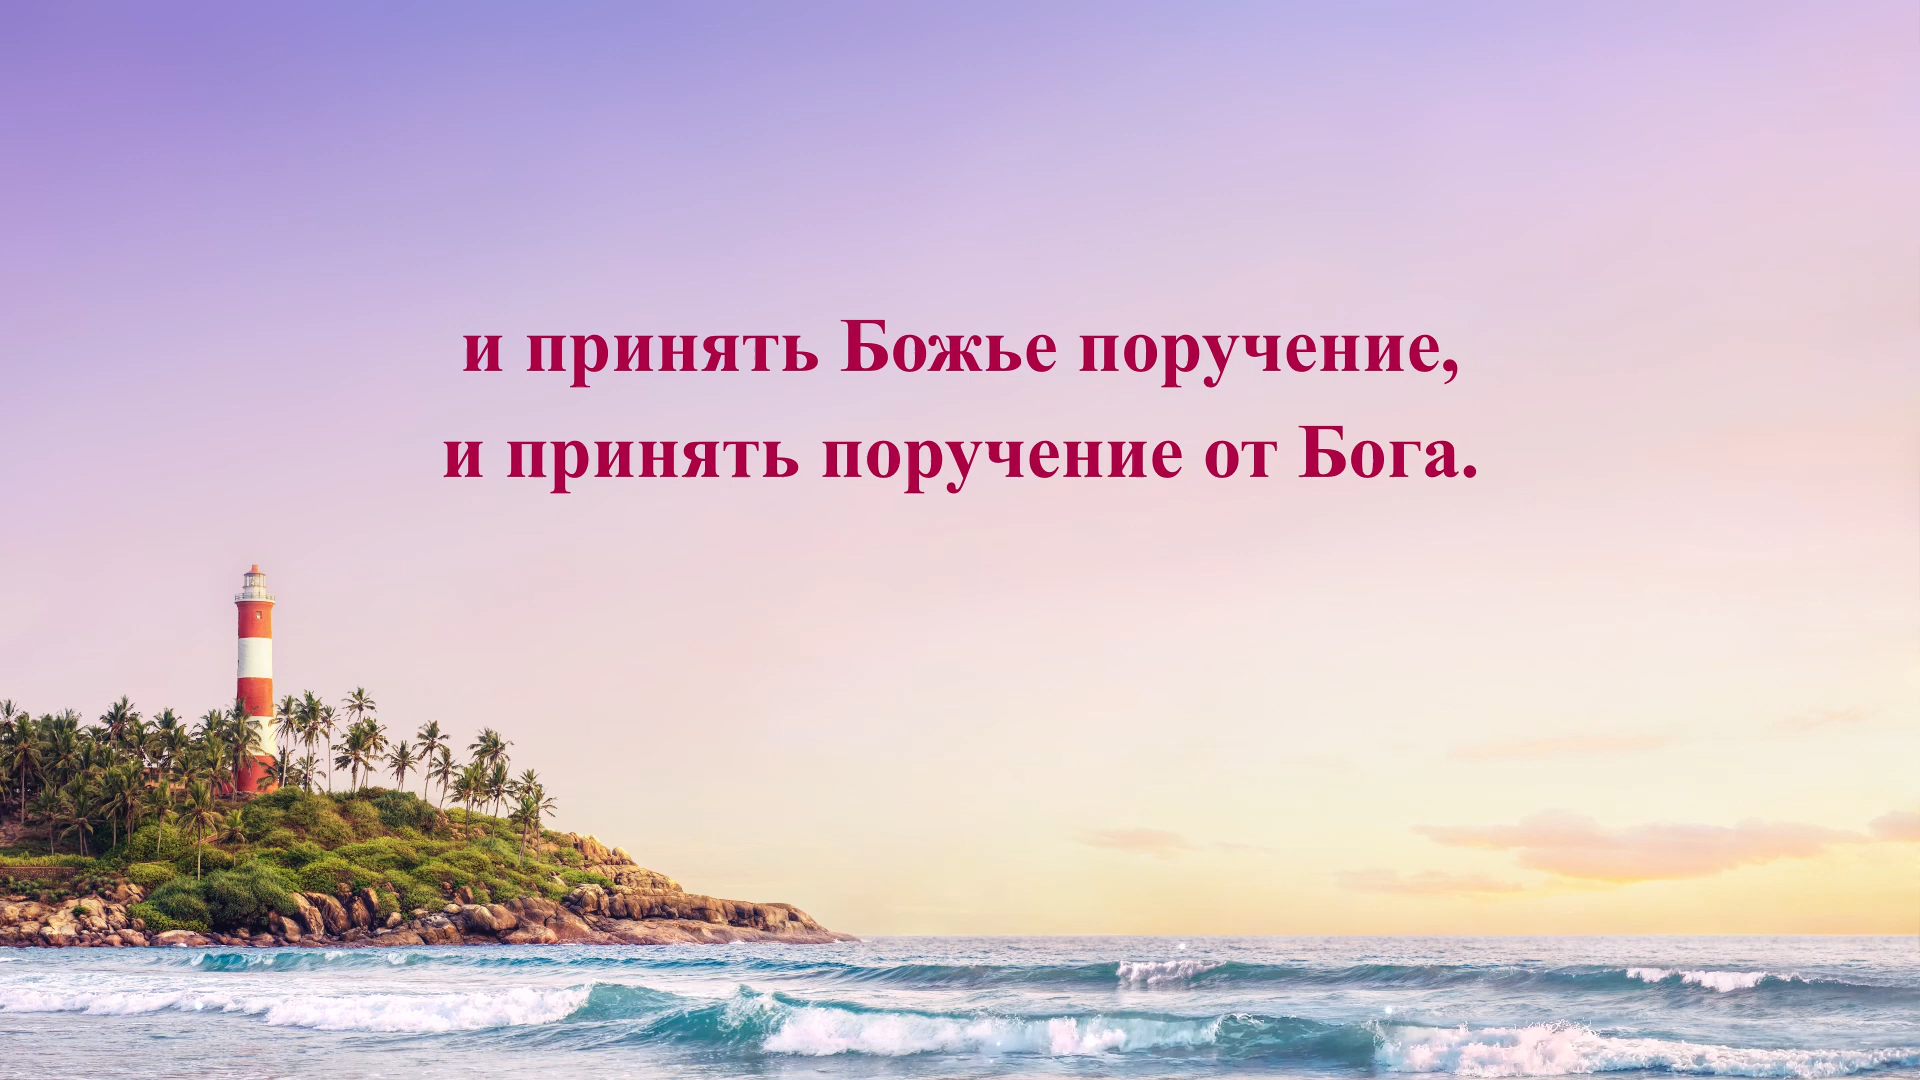 и принять Божье поручение,
и принять поручение от Бога.